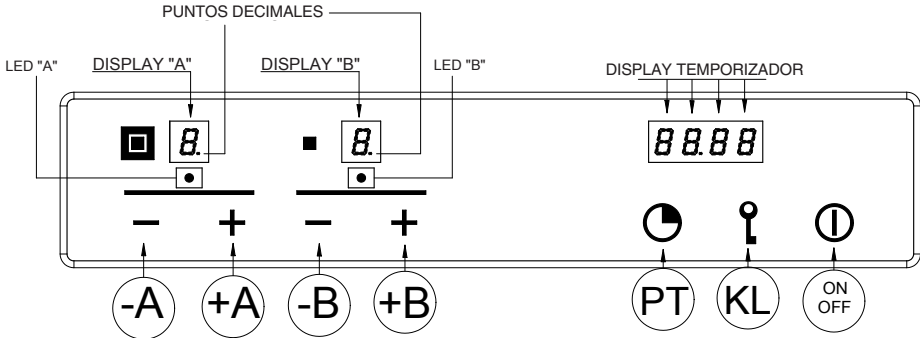 PUNTOS DECIMALES
LED "A"
DISPLAY "A"
DISPLAY "B"
LED "B"
DISPLAY TEMPORIZADOR
8.
8.
88.88
-A
+A
-B
+B
PT
KL
ON
OFF